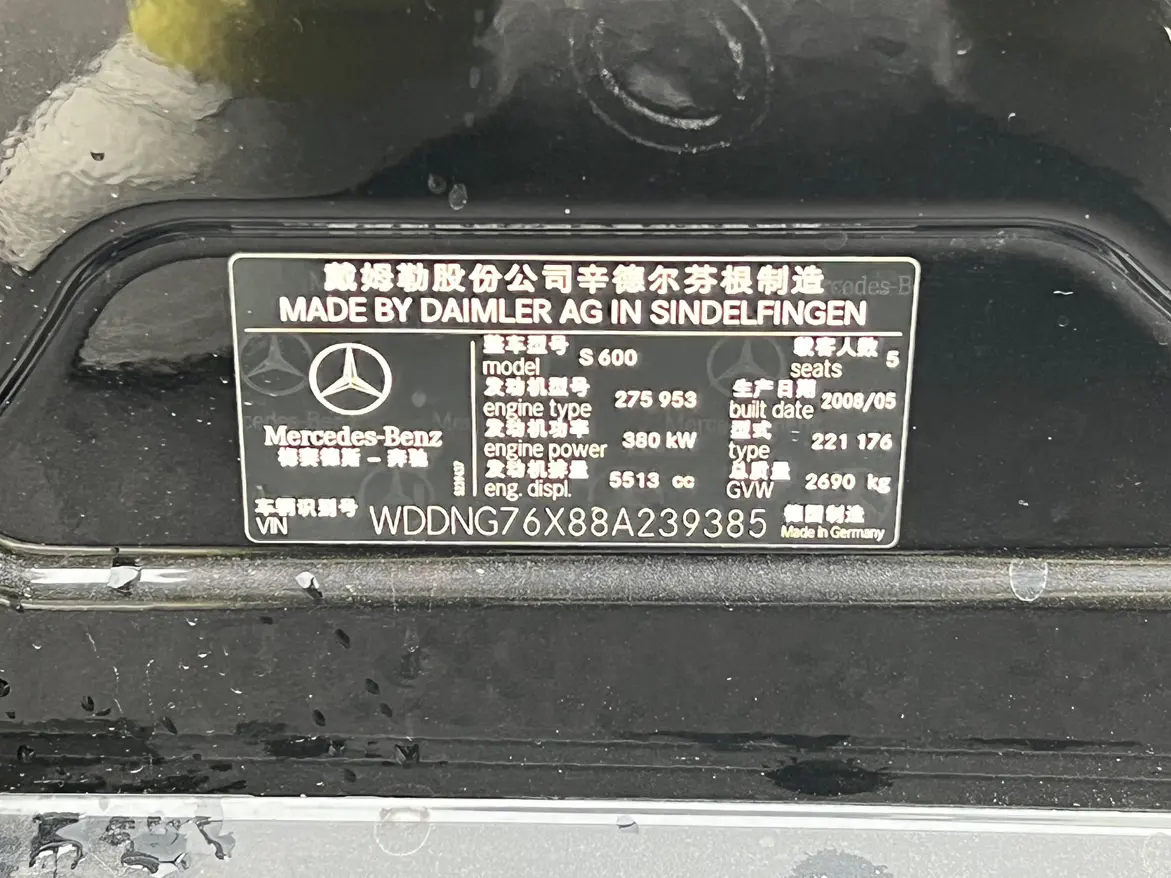 戴姆勒股份公司辛德尔芬根制造
MADE BY DAIMLER AG IN SINDELFINGEN
Mercedes-Benz
梅赛德斯 – 奔驰
整车型号
model S 600
载客人数
seats 5
发动机型号
engine type 275 953
生产日期
built date 2008/05
发动机功率
engine power 380 kW
型式
type 221 176
发动机排量
eng. displ. 5513 cc
总质量
GVW 2690 kg
车辆识别号
VIN WDDNG76X88A239385
德国制造
Made in Germany